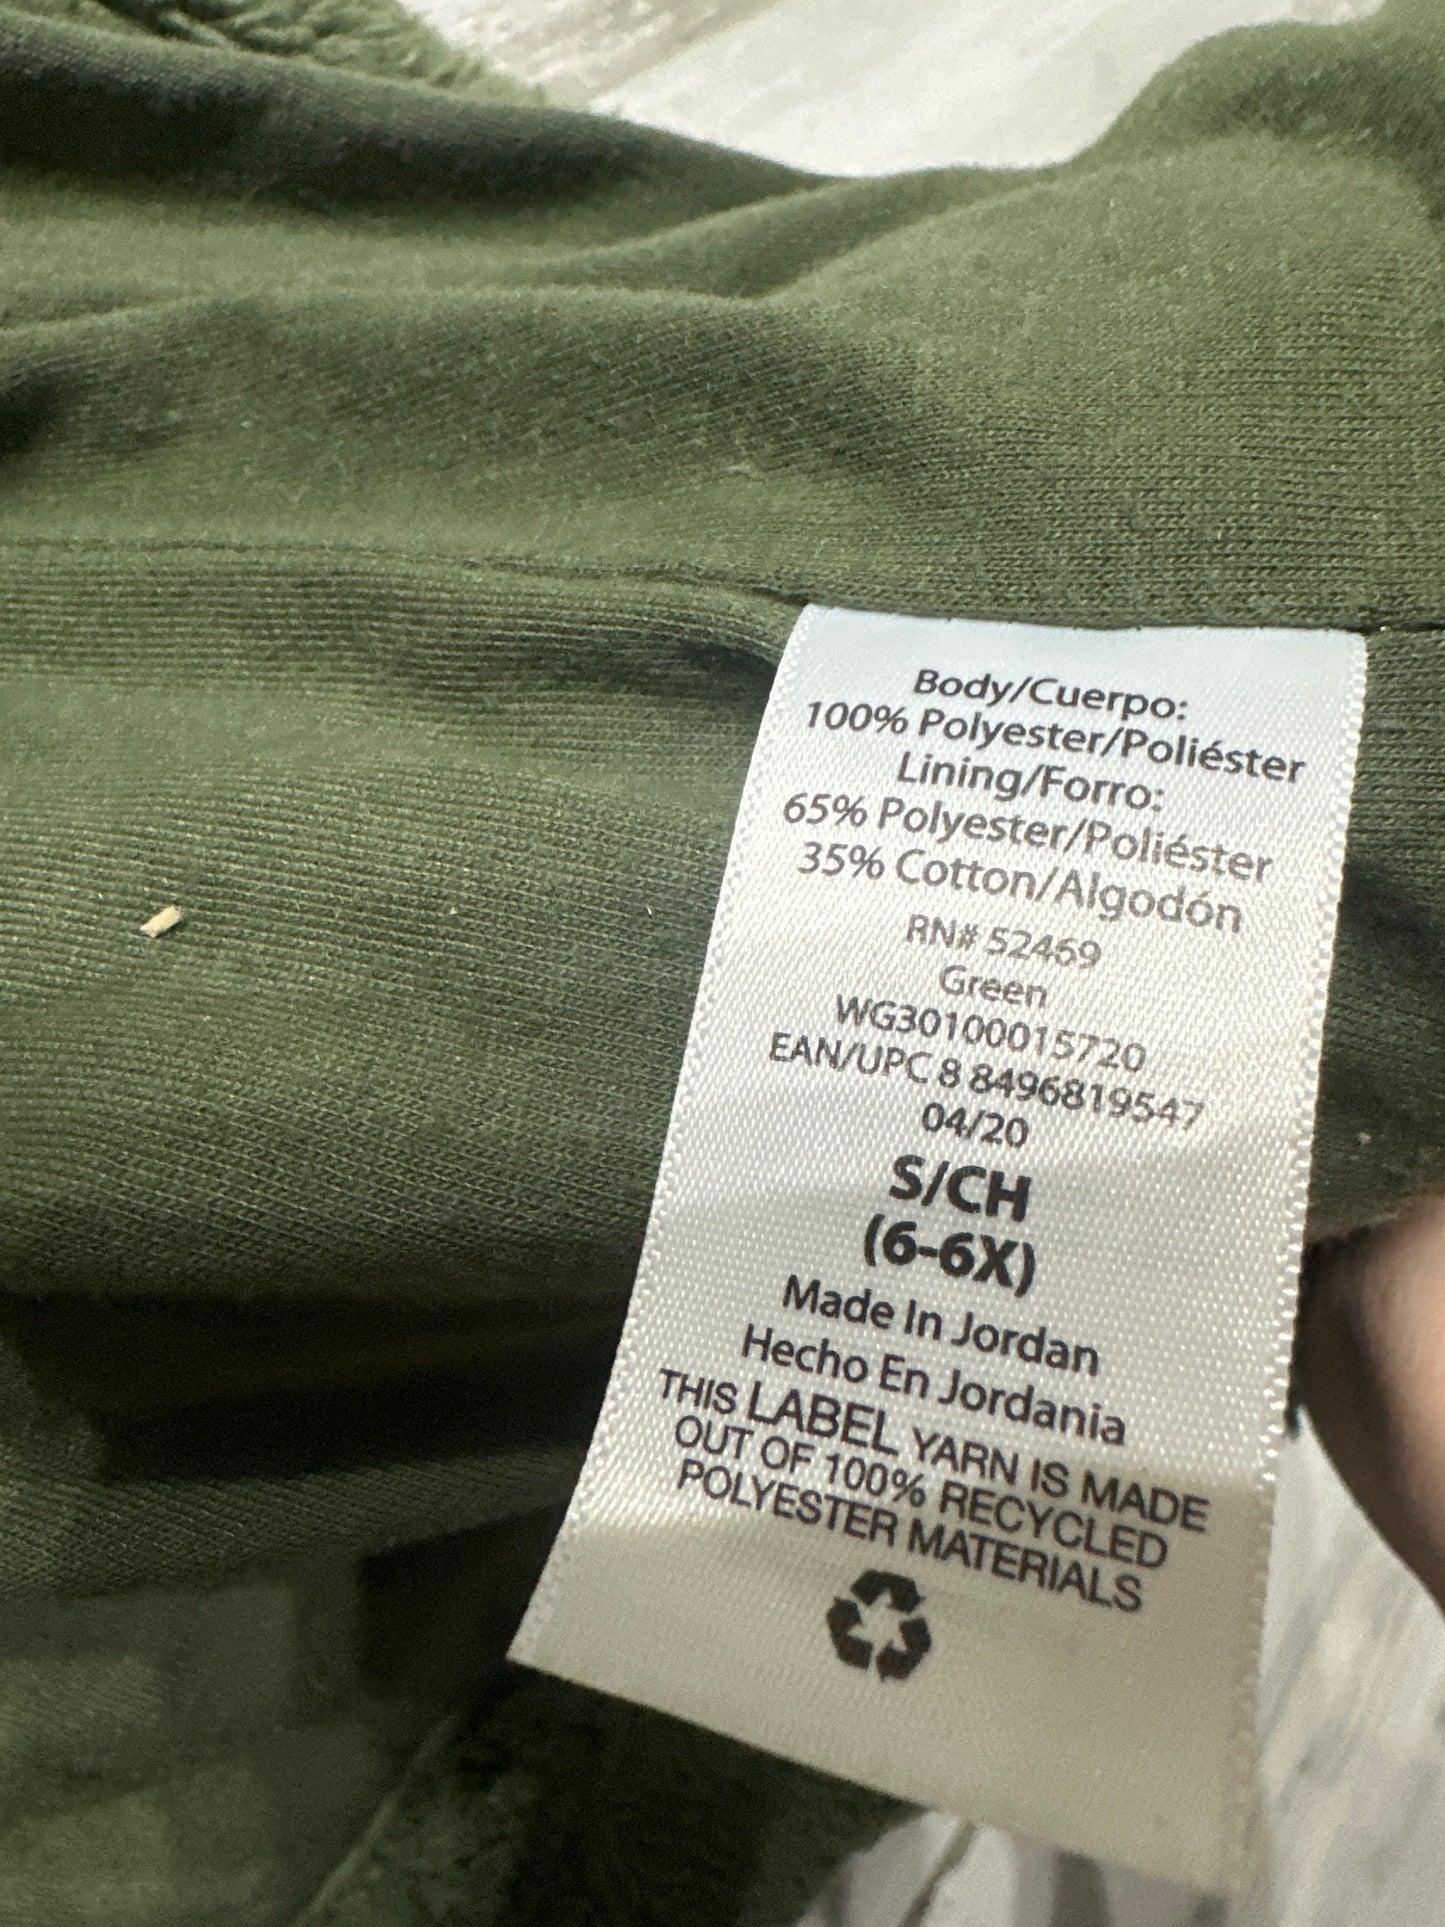 Body/Cuerpo:
100% Polyester/Poliéster
Lining/Forro:
65% Polyester/Poliéster
35% Cotton/Algodón
RN# 52469
Green
WG30100015720
EAN/UPC 8 8496819547
04/20
S/CH
(6-6X)
Made In Jordan
Hecho En Jordania
THIS LABEL YARN IS MADE
OUT OF 100% RECYCLED
POLYESTER MATERIALS